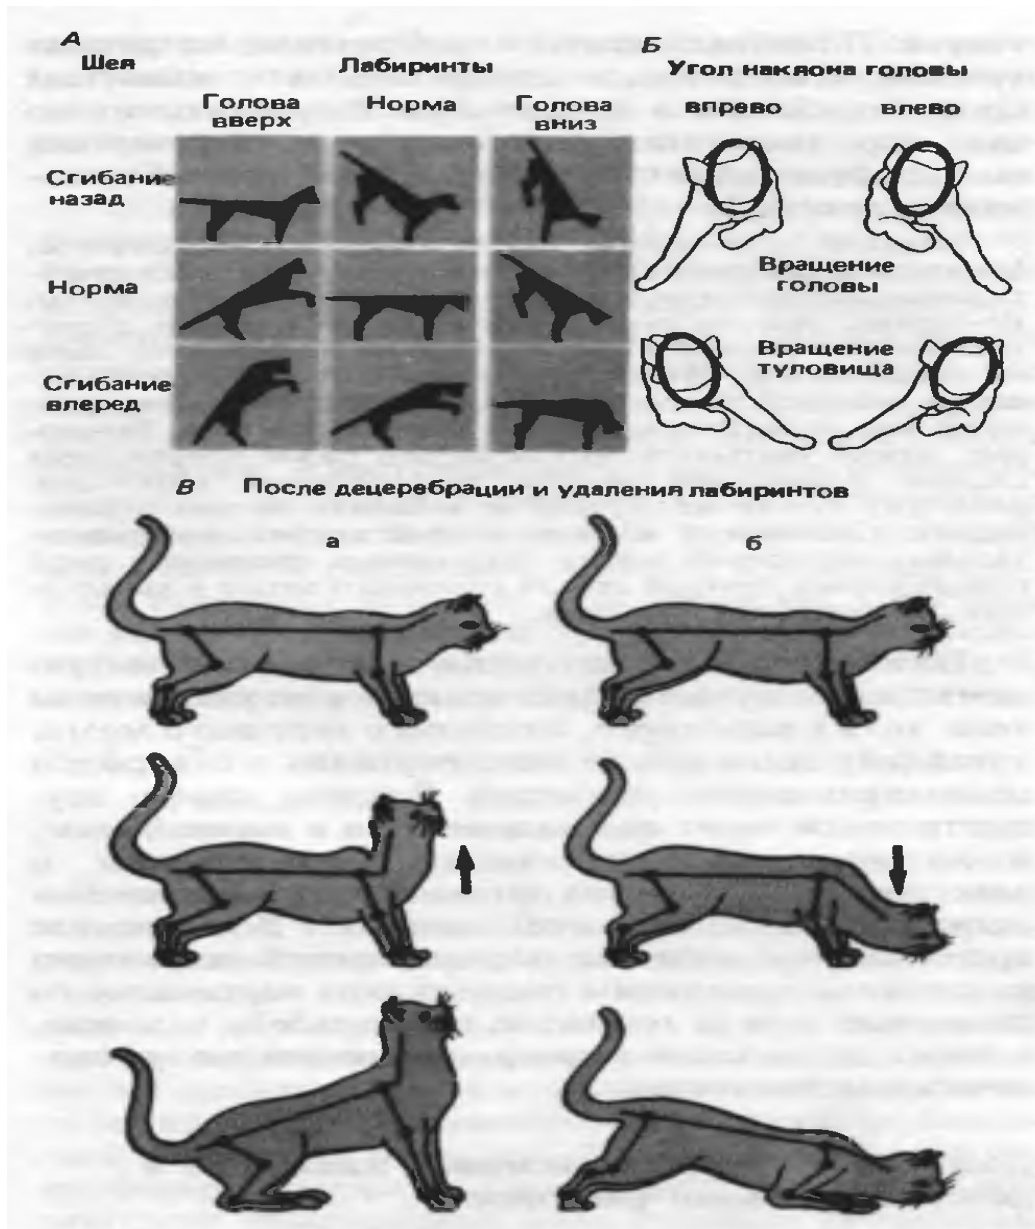 А
Шея
Лабиринты
Голова вверх
Норма
Голова вниз
Сгибание назад
Норма
Сгибание вперед
Б
Угол наклона головы
впрево
влево
Вращение головы
Вращение туловища
В После децеребрации и удаления лабиринтов
а
б